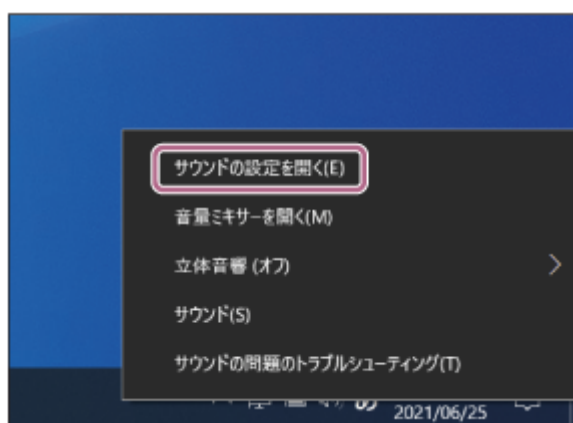 サウンドの設定を開く(E)
音量ミキサーを開く(M)
立体音響 (オフ)
サウンド(S)
サウンドの問題のトラブルシューティング(T)
あ
2021/06/25